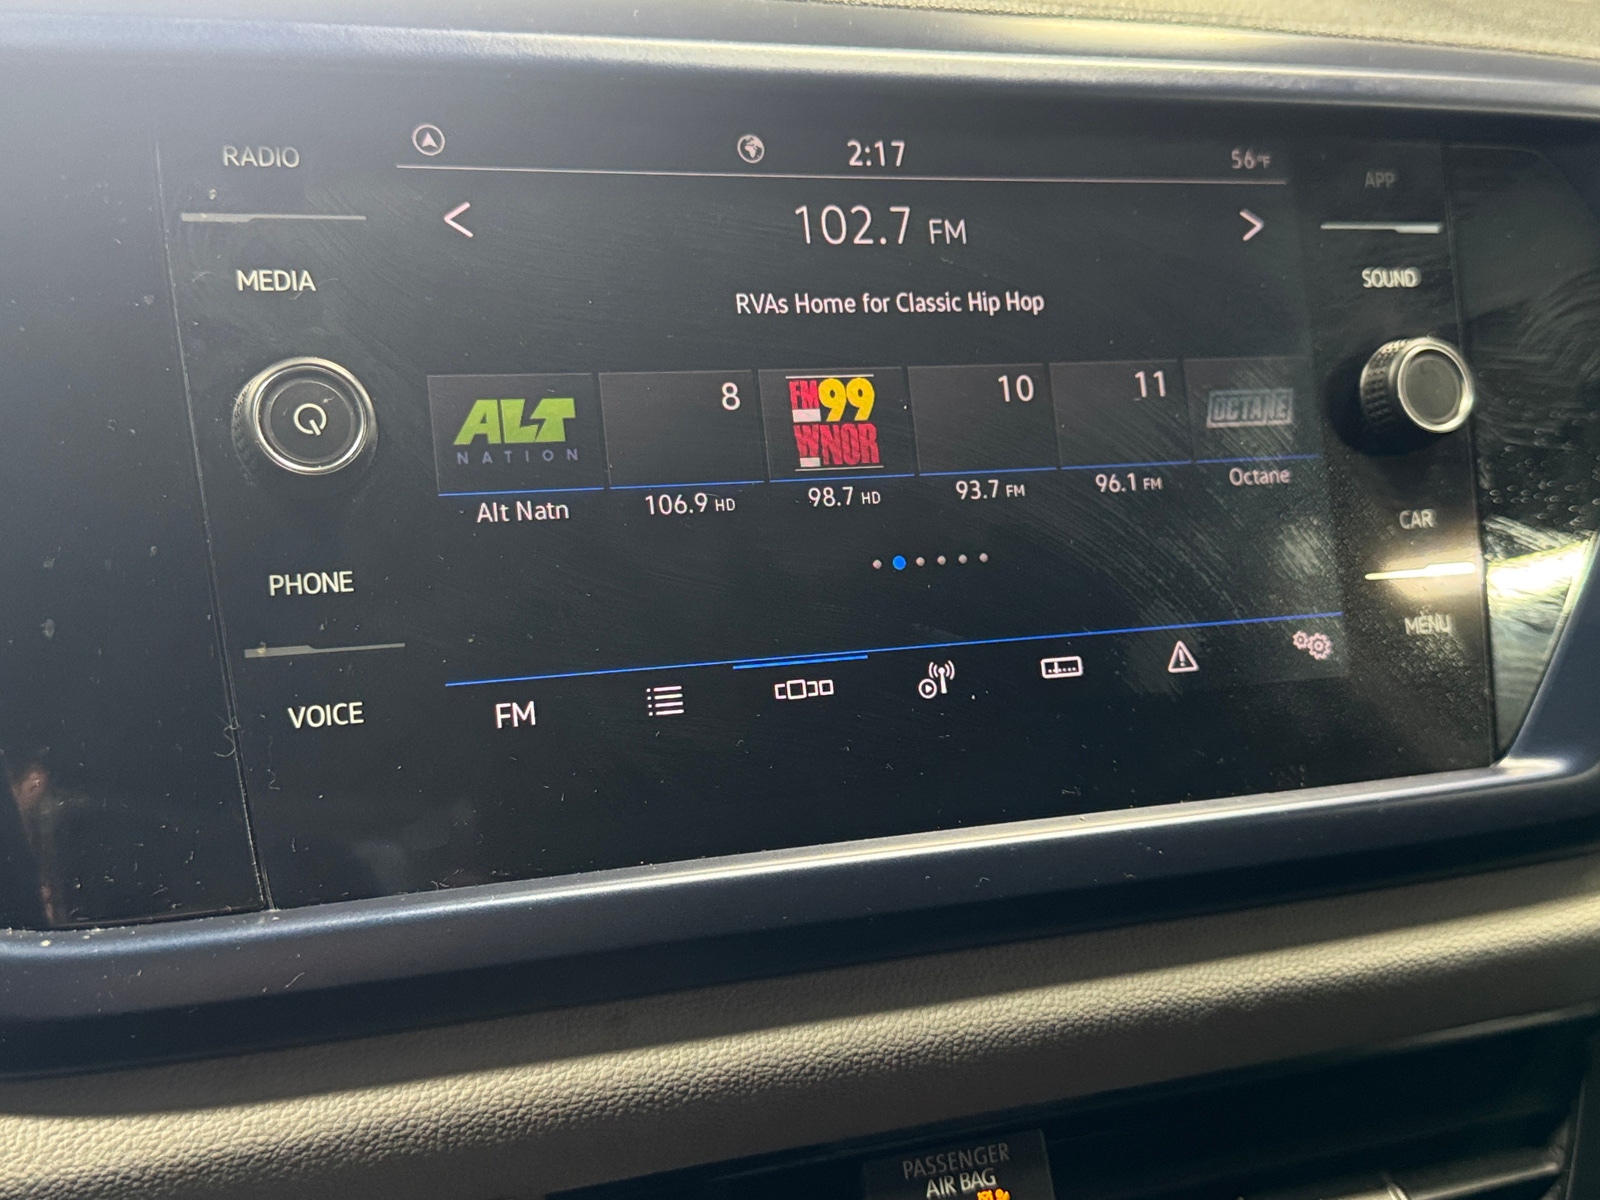 RADIO
2:17
56°F
APP
102.7 FM
MEDIA
SOUND
RVAs Home for Classic Hip Hop
ALT
NATION
8
FM99
WNOR
10
11
OCTANE
Alt Natn
106.9 HD
98.7 HD
93.7 FM
96.1 FM
Octane
CAR
PHONE
MENU
VOICE
FM
PASSENGER
AIR BAG